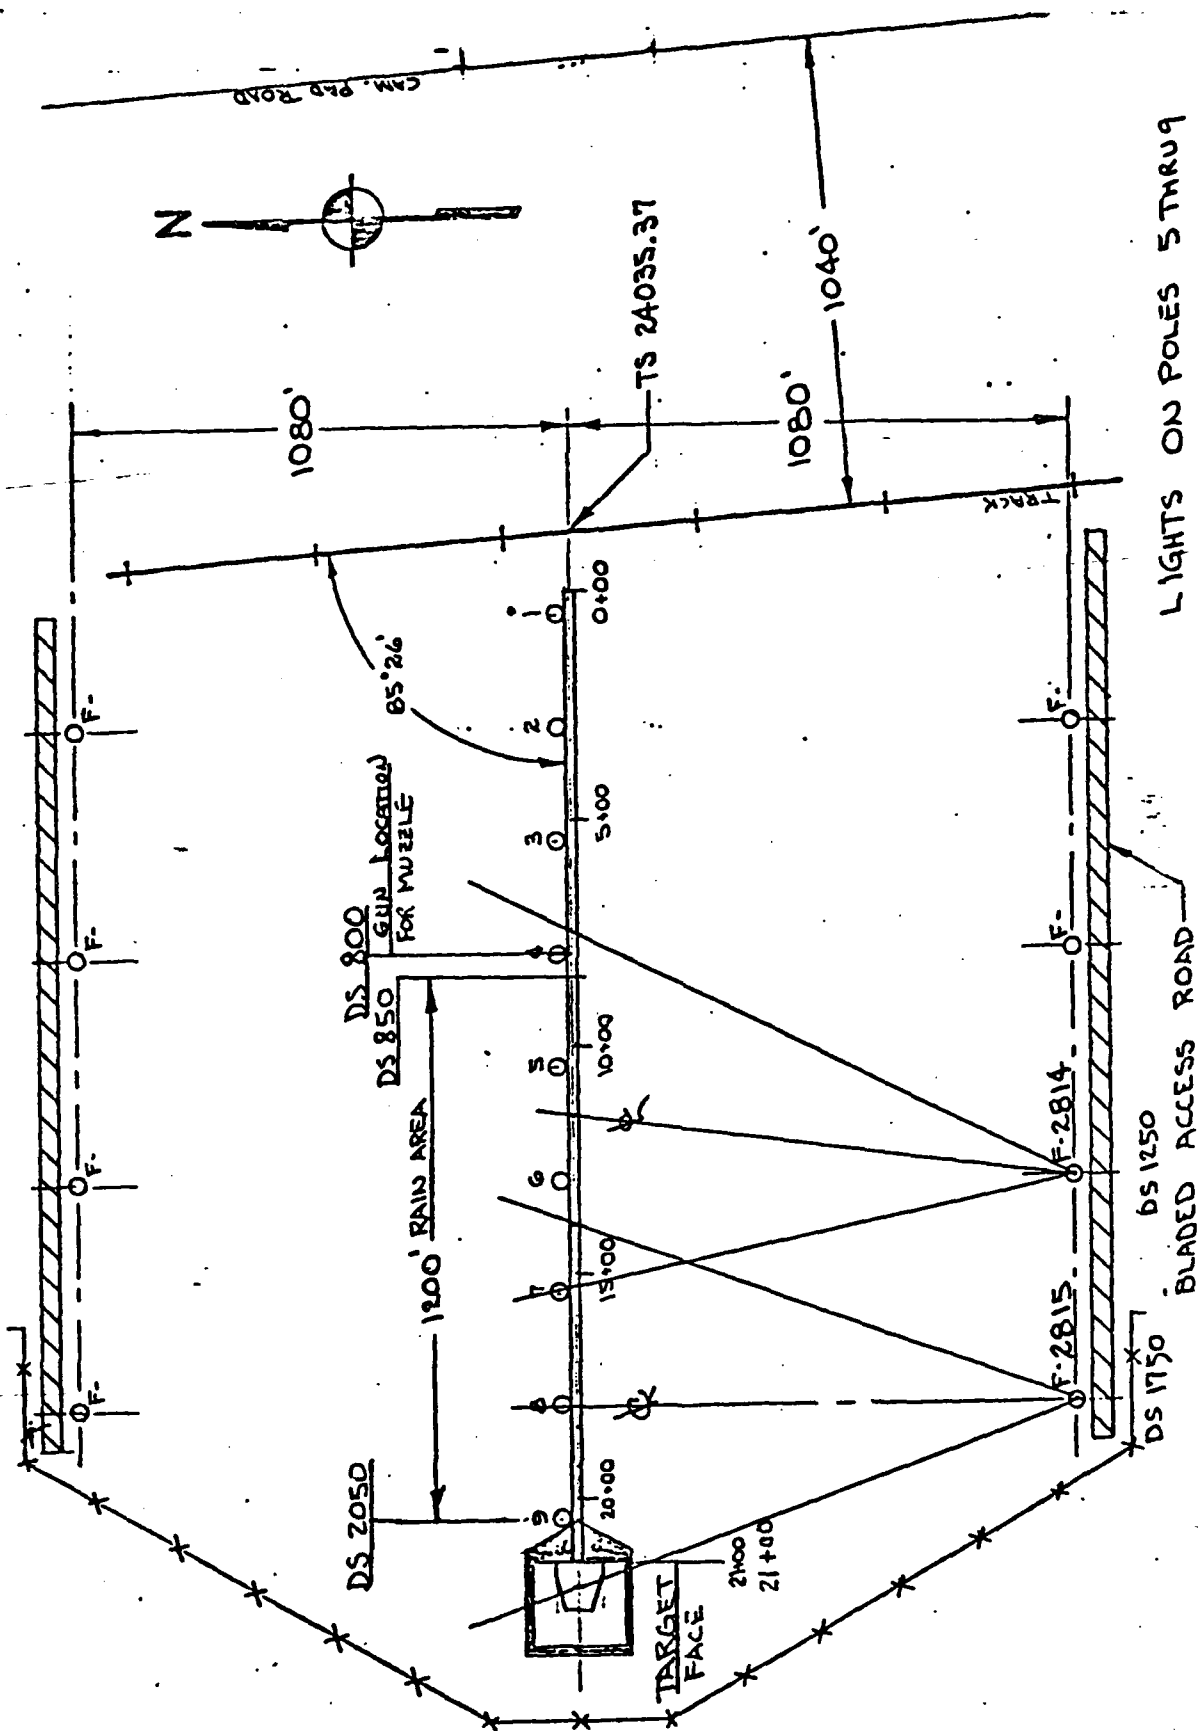 CAM. PAD ROAD
N
1080'
TS 24035.37
1040'
1080'
TRACK
85°26'
0+00
5+00
10+00
15+00
20+00
21+00
21+00
1
2
3
4
5
6
7
8
9
DS 800
GUN LOCATION
FOR MUZZLE
DS 850
1200' RAIN AREA
DS 2050
TARGET
FACE
F-
F-
F-
F-
F-
F-
F-2814
F-2815
DS 1250
DS 1750
BLADED ACCESS ROAD
LIGHTS ON POLES 5 THRU 9